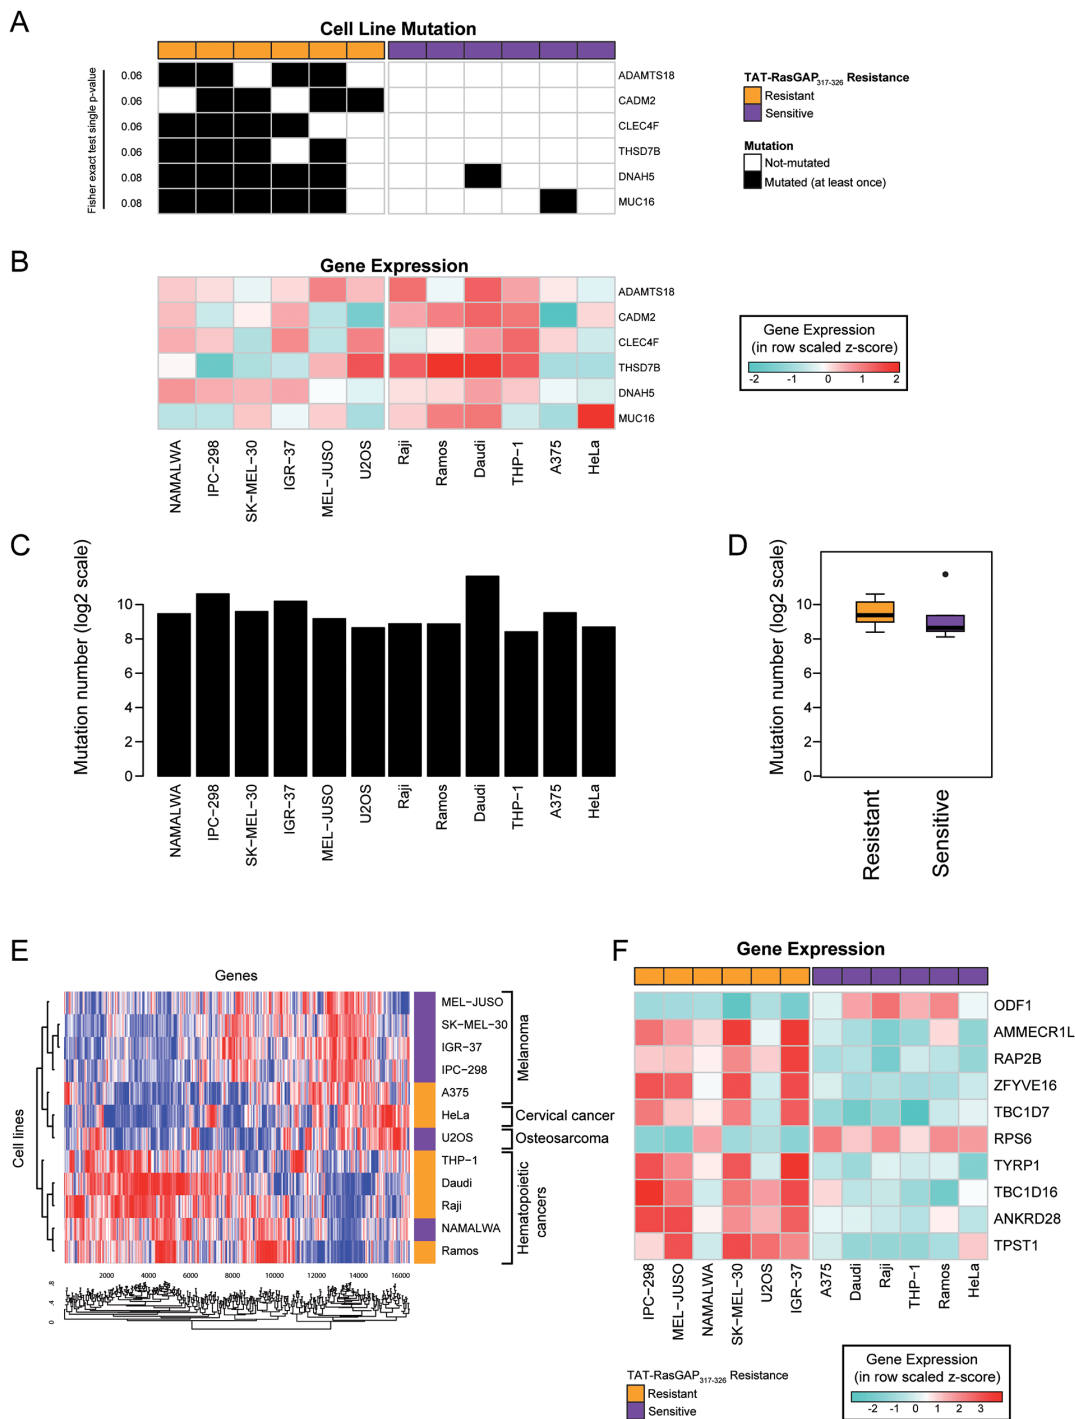 A
Cell Line Mutation
Fisher exact test single p-value
0.06 ADAMTS18
0.06 CADM2
0.06 CLEC4F
0.06 THSD7B
0.08 DNAH5
0.08 MUC16
TAT-RasGAP317-326 Resistance
Resistant
Sensitive
Mutation
Not-mutated
Mutated (at least once)
B
Gene Expression
ADAMTS18
CADM2
CLEC4F
THSD7B
DNAH5
MUC16
NAMALWA IPC-298 SK-MEL-30 IGR-37 MEL-JUSO U2OS Raji Ramos Daudi THP-1 A375 HeLa
Gene Expression
(in row scaled z-score)
-2 -1 0 1 2
C
Mutation number (log2 scale)
10
8
6
4
2
0
NAMALWA IPC-298 SK-MEL-30 IGR-37 MEL-JUSO U2OS Raji Ramos Daudi THP-1 A375 HeLa
D
Mutation number (log2 scale)
10
8
6
4
2
0
Resistant Sensitive
E
Genes
Cell lines
MEL-JUSO
SK-MEL-30
IGR-37
IPC-298
A375
HeLa
U2OS
THP-1
Daudi
Raji
NAMALWA
Ramos
Melanoma
Cervical cancer
Osteosarcoma
Hematopoietic
cancers
2000 4000 6000 8000 10000 12000 14000 16000
.8
.4
0
F
Gene Expression
ODF1
AMMECR1L
RAP2B
ZFYVE16
TBC1D7
RPS6
TYRP1
TBC1D16
ANKRD28
TPST1
IPC-298 MEL-JUSO NAMALWA SK-MEL-30 U2OS IGR-37 A375 Daudi Raji THP-1 Ramos HeLa
TAT-RasGAP317-326 Resistance
Resistant
Sensitive
Gene Expression
(in row scaled z-score)
-2 -1 0 1 2 3